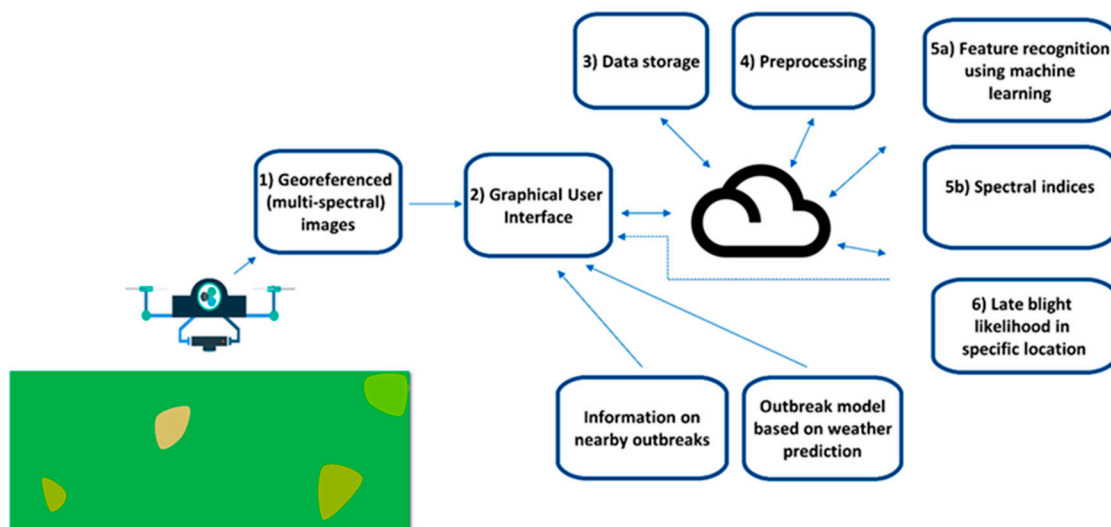 1) Georeferenced
(multi-spectral)
images
2) Graphical User
Interface
3) Data storage
4) Preprocessing
5a) Feature recognition
using machine
learning
5b) Spectral indices
6) Late blight
likelihood in
specific location
Information on
nearby outbreaks
Outbreak model
based on weather
prediction